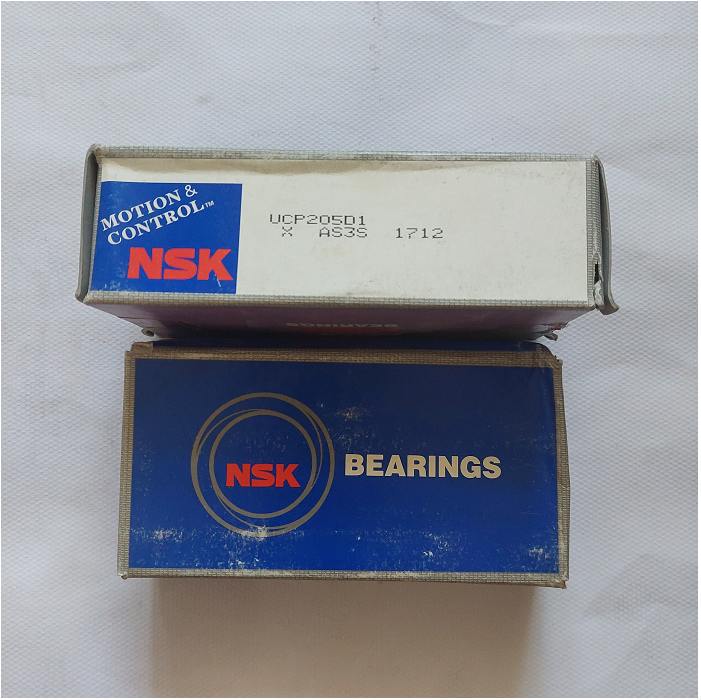 MOTION &
CONTROL™
NSK
UCP205D1
X AS3S 1712
BEARINGS
NSK
BEARINGS